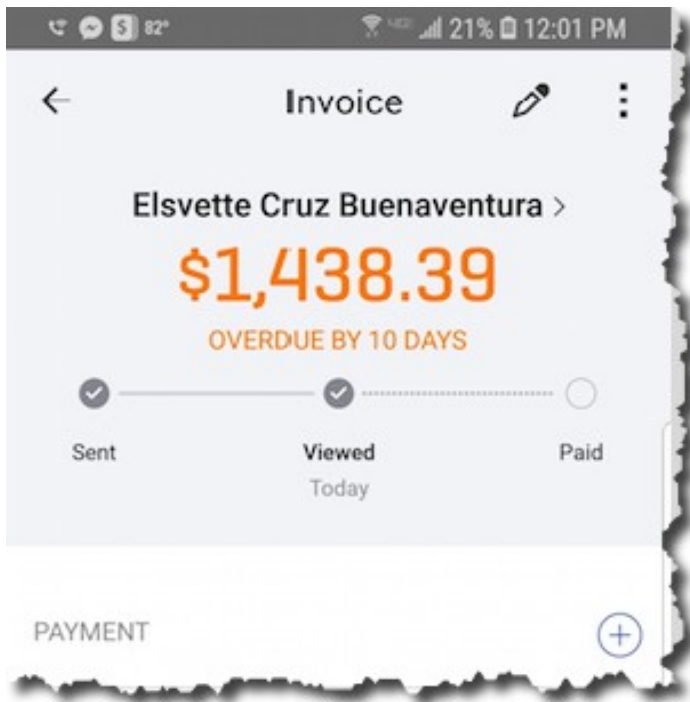 S 82° 21% 12:01 PM
Invoice
Elsvette Cruz Buenaventura >
$1,438.39
OVERDUE BY 10 DAYS
Sent Viewed Paid
Today
PAYMENT